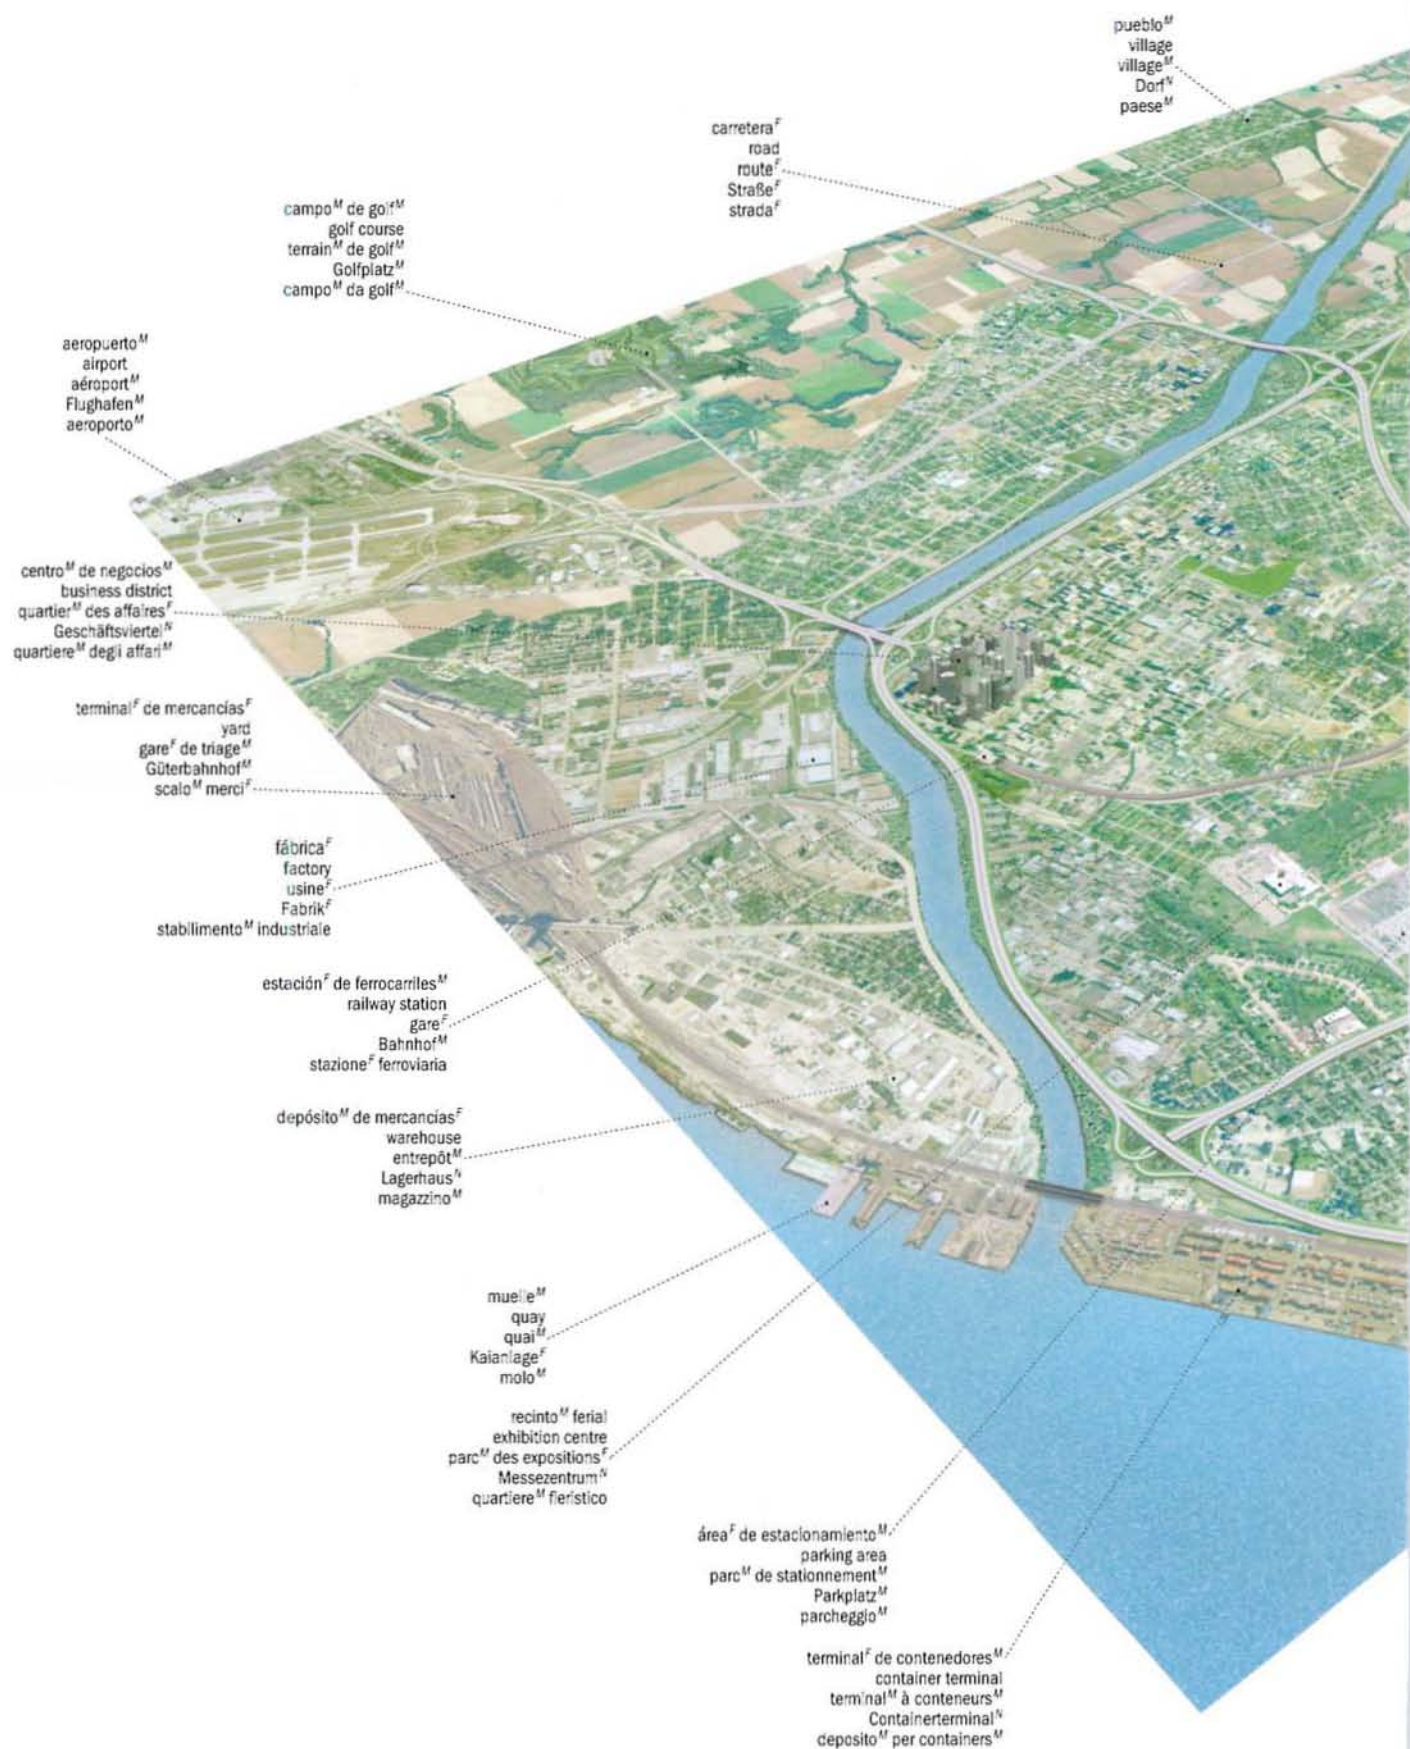 pueblo^M
village
village^M
Dorf^N
paese^M
carretera^F
road
route^F
Straße^F
strada^F
campo^M de golf^M
golf course
terrain^M de golf^M
Golfplatz^M
campo^M da golf^M
aeropuerto^M
airport
aéroport^M
Flughafen^M
aeroporto^M
centro^M de negocios^M
business district
quartier^M des affaires^F
Geschäftsviertel^N
quartiere^M degli affari^M
terminal^F de mercancías^F
yard
gare^F de triage^M
Güterbahnhof^M
scalo^M merci^F
fábrica^F
factory
usine^F
Fabrik^F
stabilimento^M industriale
estación^F de ferrocarriles^M
railway station
gare^F
Bahnhof^M
stazione^F ferroviaria
depósito^M de mercancías^F
warehouse
entrepôt^M
Lagerhaus^N
magazzino^M
muelle^M
quay
quai^M
Kaianlage^F
molo^M
recinto^M ferial
exhibition centre
parc^M des expositions^F
Messezentrum^N
quartiere^M fieristico
área^F de estacionamiento^M
parking area
parc^M de stationnement^M
Parkplatz^M
parcheggio^M
terminal^F de contenedores^M
container terminal
terminal^M à conteneurs^M
Containerterminal^N
deposito^M per containers^M